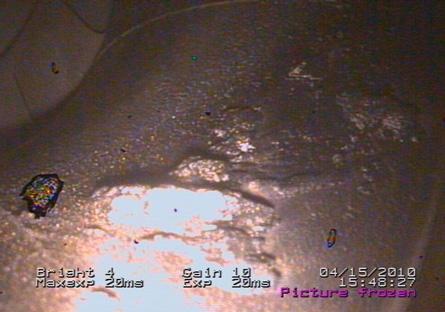 Bright 4 Gain 10 04/15/2010
Maxexp 20ms Exp 20ms 15:48:27
Picture frozen